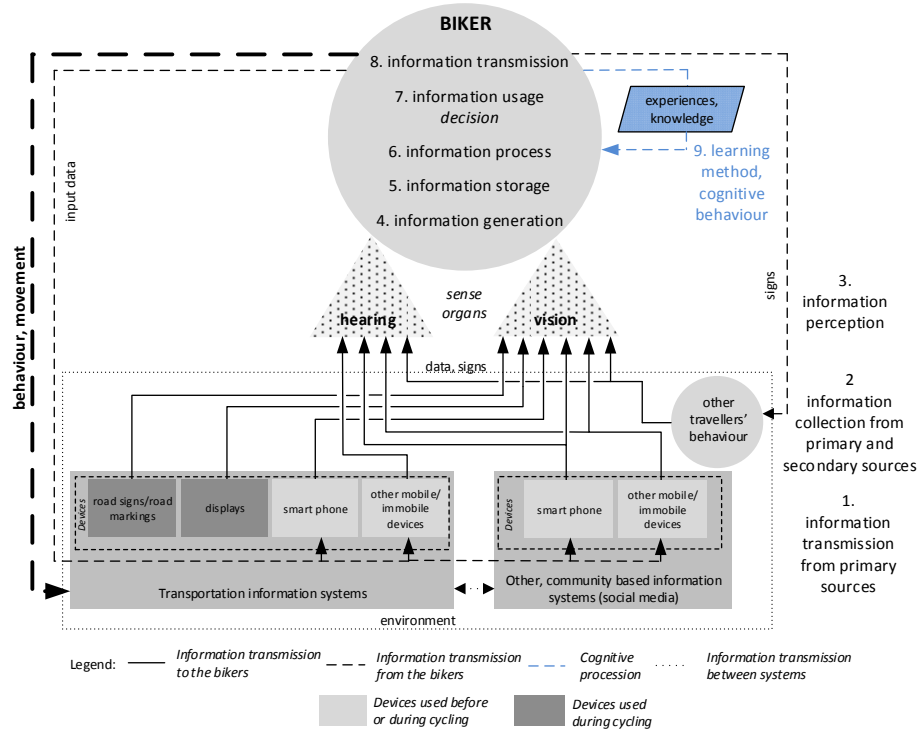 BIKER
8. information transmission
7. information usage
decision
6. information process
5. information storage
4. information generation
experiences,
knowledge
9. learning
method,
cognitive
behaviour
input data
behaviour, movement
signs
hearing
sense
organs
vision
3.
information
perception
data, signs
other
travellers'
behaviour
2
information
collection from
primary and
secondary sources
Devices
road signs/road
markings
displays
smart phone
other mobile/
immobile
devices
Transportation information systems
Devices
smart phone
other mobile/
immobile
devices
Other, community based information
systems (social media)
1.
information
transmission
from primary
sources
environment
Legend:
Information transmission
to the bikers
Information transmission
from the bikers
Cognitive
procession
Information transmission
between systems
Devices used before
or during cycling
Devices used
during cycling